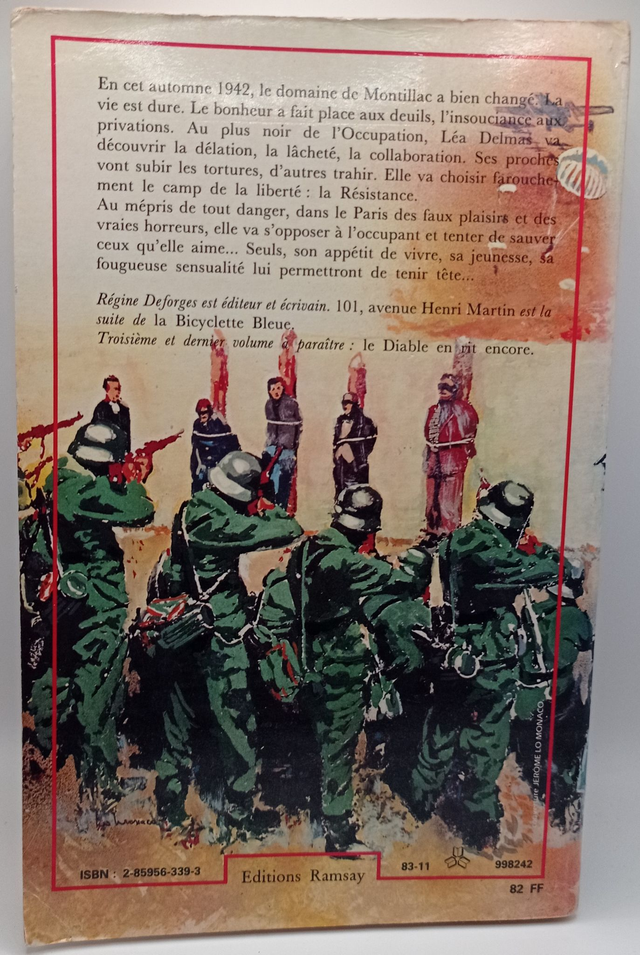 En cet automne 1942, le domaine de Montillac a bien changé. La
vie est dure. Le bonheur a fait place aux deuils, l'insouciance aux
privations. Au plus noir de l'Occupation, Léa Delmas va
découvrir la délation, la lâcheté, la collaboration. Ses proches
vont subir les tortures, d'autres trahir. Elle va choisir farouche-
ment le camp de la liberté : la Résistance.
Au mépris de tout danger, dans le Paris des faux plaisirs et des
vraies horreurs, elle va s'opposer à l'occupant et tenter de sauver
ceux qu'elle aime... Seuls, son appétit de vivre, sa jeunesse, sa
fougueuse sensualité lui permettront de tenir tête...
Régine Deforges est éditeur et écrivain. 101, avenue Henri Martin est la
suite de la Bicyclette Bleue.
Troisième et dernier volume à paraître : le Diable en rit encore.
JEROME LO MONACO
ISBN : 2-85956-339-3
Editions Ramsay
83-11
998242
82 FF